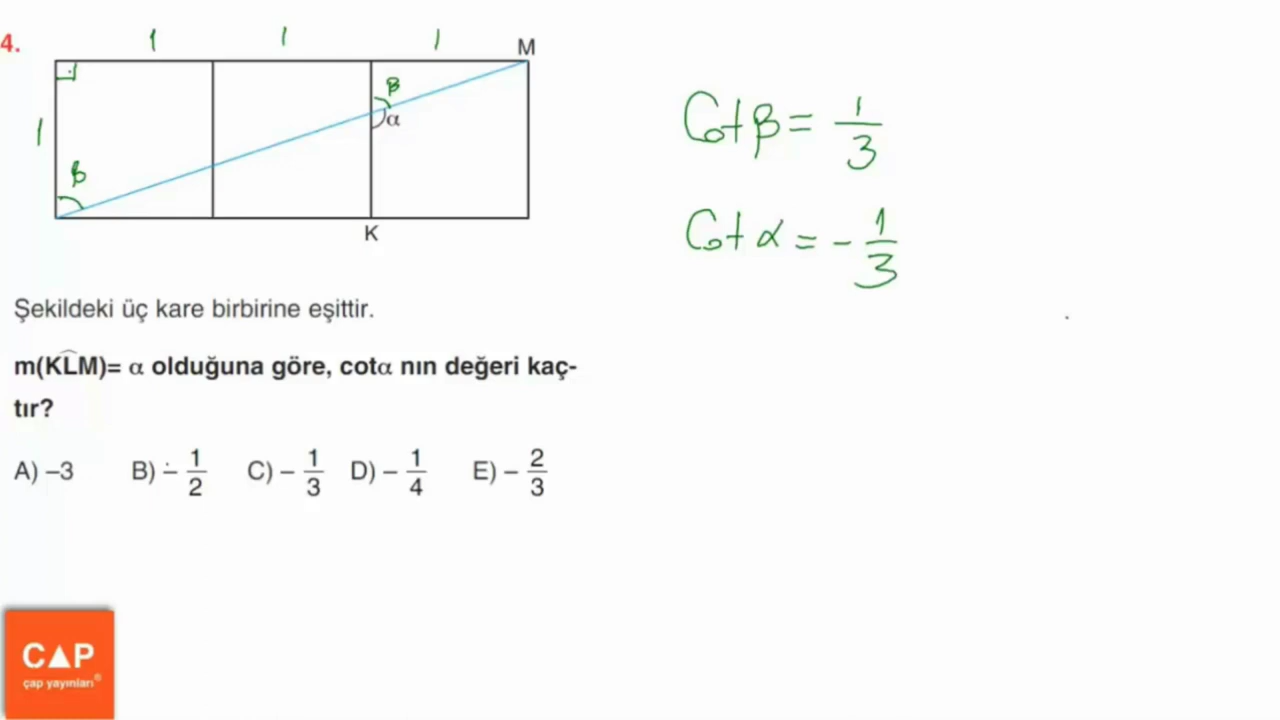 4.
1 1 1 M
β
1 α
β
K
Cotβ = 1/3
Cotα = -1/3
Şekildeki üç kare birbirine eşittir.
m(KLM)= α olduğuna göre, cotα nın değeri kaç-
tır?
A) –3 B) – 1/2 C) – 1/3 D) – 1/4 E) – 2/3
ÇAP
çap yayınları®